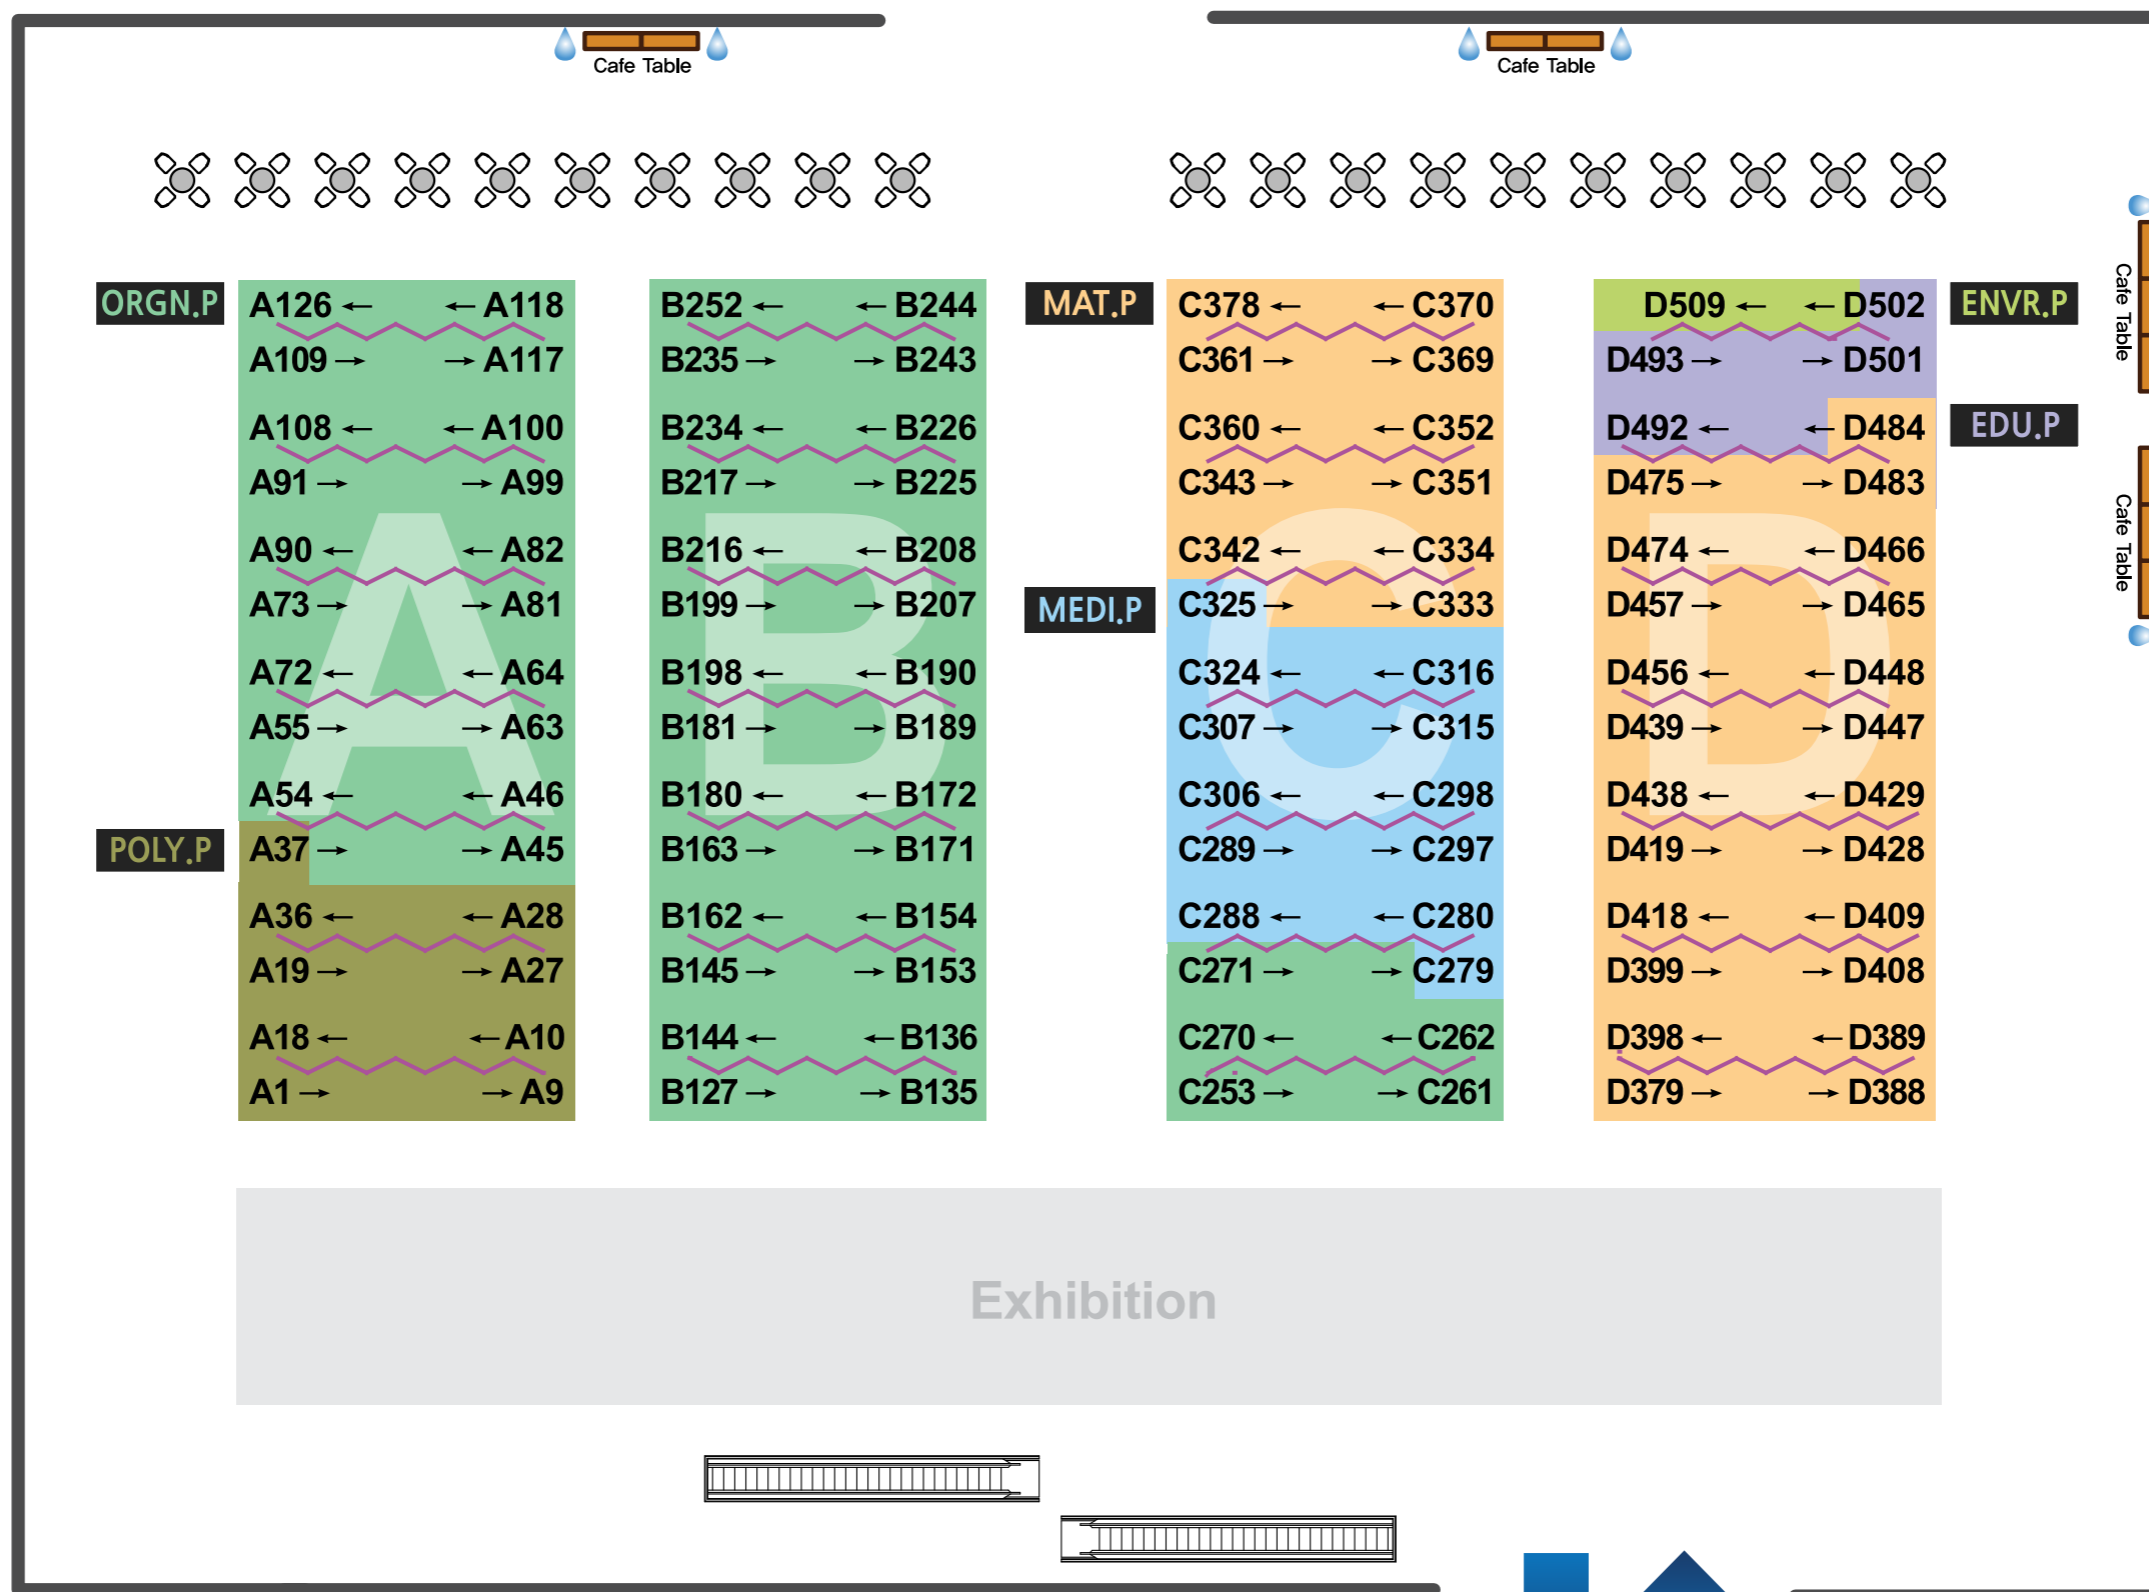 Cafe Table
Cafe Table
Cafe Table
Cafe Table
ORGN.P
A126 ← ← A118
A109 → → A117
A108 ← ← A100
A91 → → A99
A90 ← ← A82
A73 → → A81
A72 ← ← A64
A55 → → A63
A54 ← ← A46
POLY.P
A37 → → A45
A36 ← ← A28
A19 → → A27
A18 ← ← A10
A1 → → A9
A
B252 ← ← B244
B235 → → B243
B234 ← ← B226
B217 → → B225
B216 ← ← B208
B199 → → B207
B198 ← ← B190
B181 → → B189
B180 ← ← B172
B163 → → B171
B162 ← ← B154
B145 → → B153
B144 ← ← B136
B127 → → B135
B
MAT.P
C378 ← ← C370
C361 → → C369
C360 ← ← C352
C343 → → C351
C342 ← ← C334
MEDI.P
C325 → → C333
C324 ← ← C316
C307 → → C315
C306 ← ← C298
C289 → → C297
C288 ← ← C280
C271 → → C279
C270 ← ← C262
C253 → → C261
C
ENVR.P
D509 ← ← D502
D493 → → D501
EDU.P
D492 ← ← D484
D475 → → D483
D474 ← ← D466
D457 → → D465
D456 ← ← D448
D439 → → D447
D438 ← ← D429
D419 → → D428
D418 ← ← D409
D399 → → D408
D398 ← ← D389
D379 → → D388
D
Exhibition